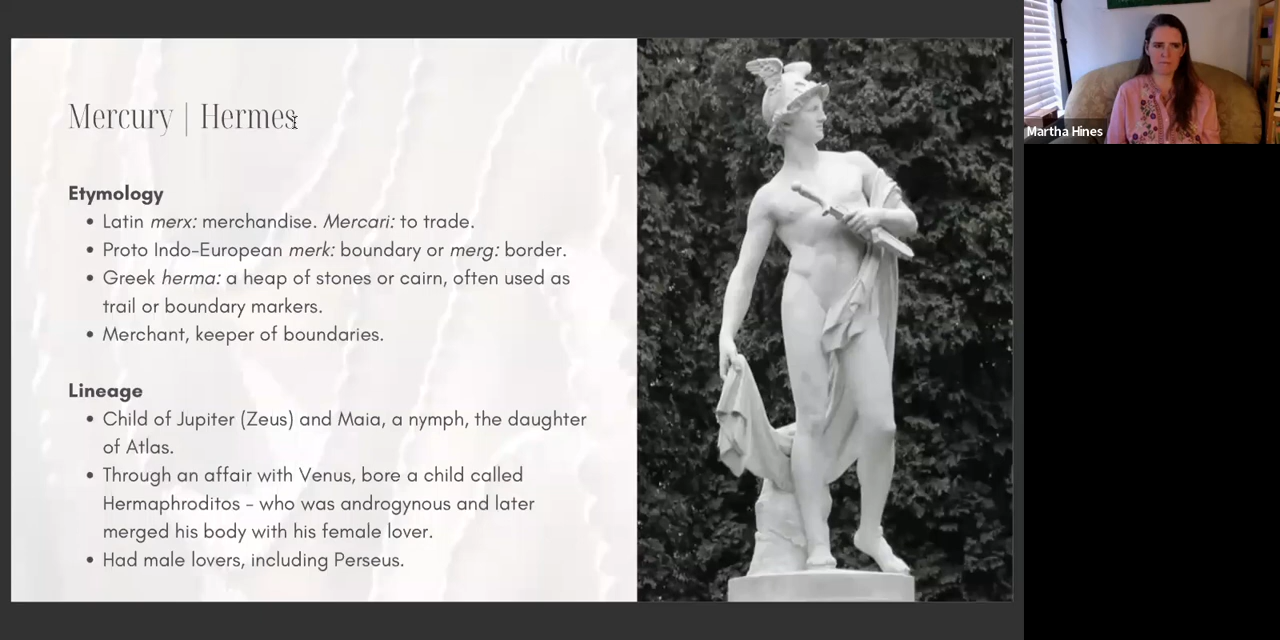 Mercury | Hermes
Etymology
• Latin merx: merchandise. Mercari: to trade.
• Proto Indo-European merk: boundary or merg: border.
• Greek herma: a heap of stones or cairn, often used as
trail or boundary markers.
• Merchant, keeper of boundaries.
Lineage
• Child of Jupiter (Zeus) and Maia, a nymph, the daughter
of Atlas.
• Through an affair with Venus, bore a child called
Hermaphroditos - who was androgynous and later
merged his body with his female lover.
• Had male lovers, including Perseus.
Martha Hines